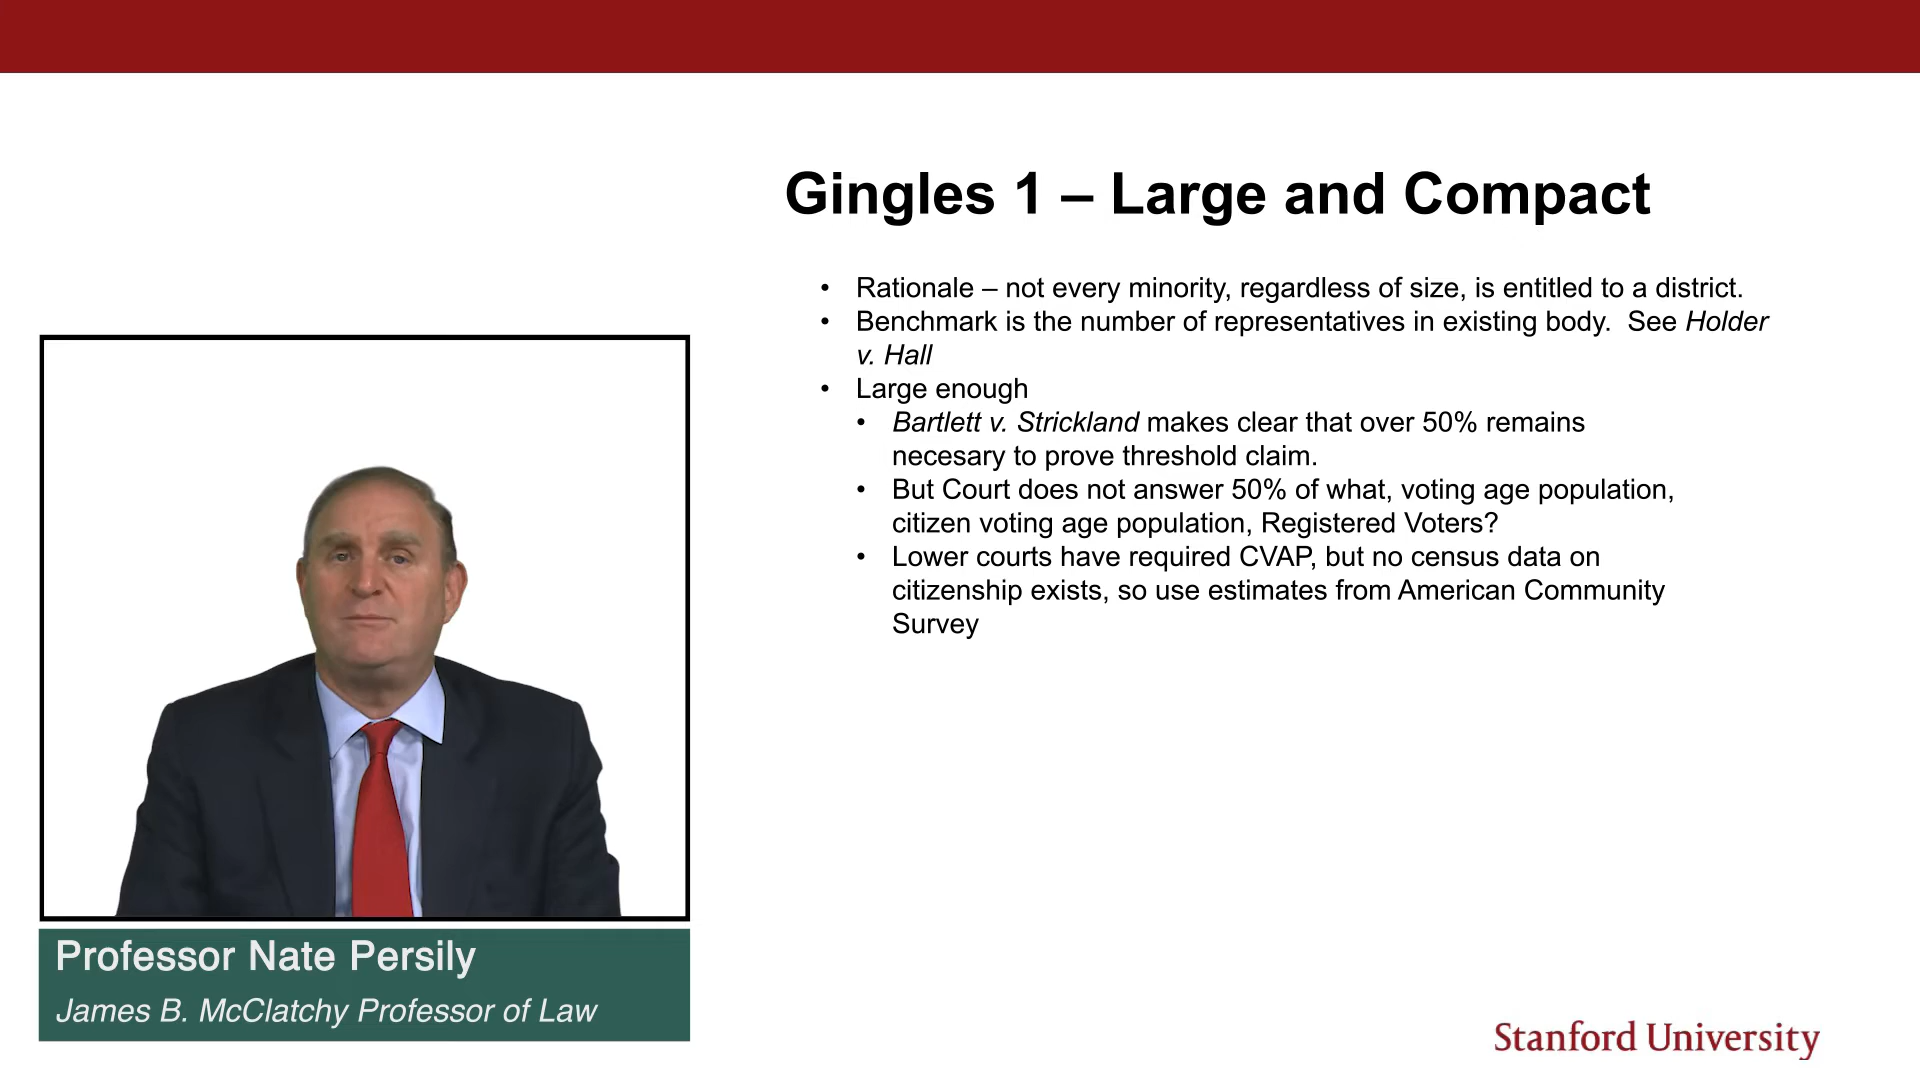 Gingles 1 – Large and Compact
• Rationale – not every minority, regardless of size, is entitled to a district.
• Benchmark is the number of representatives in existing body.  See Holder
v. Hall
• Large enough
• Bartlett v. Strickland makes clear that over 50% remains
necesary to prove threshold claim.
• But Court does not answer 50% of what, voting age population,
citizen voting age population, Registered Voters?
• Lower courts have required CVAP, but no census data on
citizenship exists, so use estimates from American Community
Survey
Professor Nate Persily
James B. McClatchy Professor of Law
Stanford University